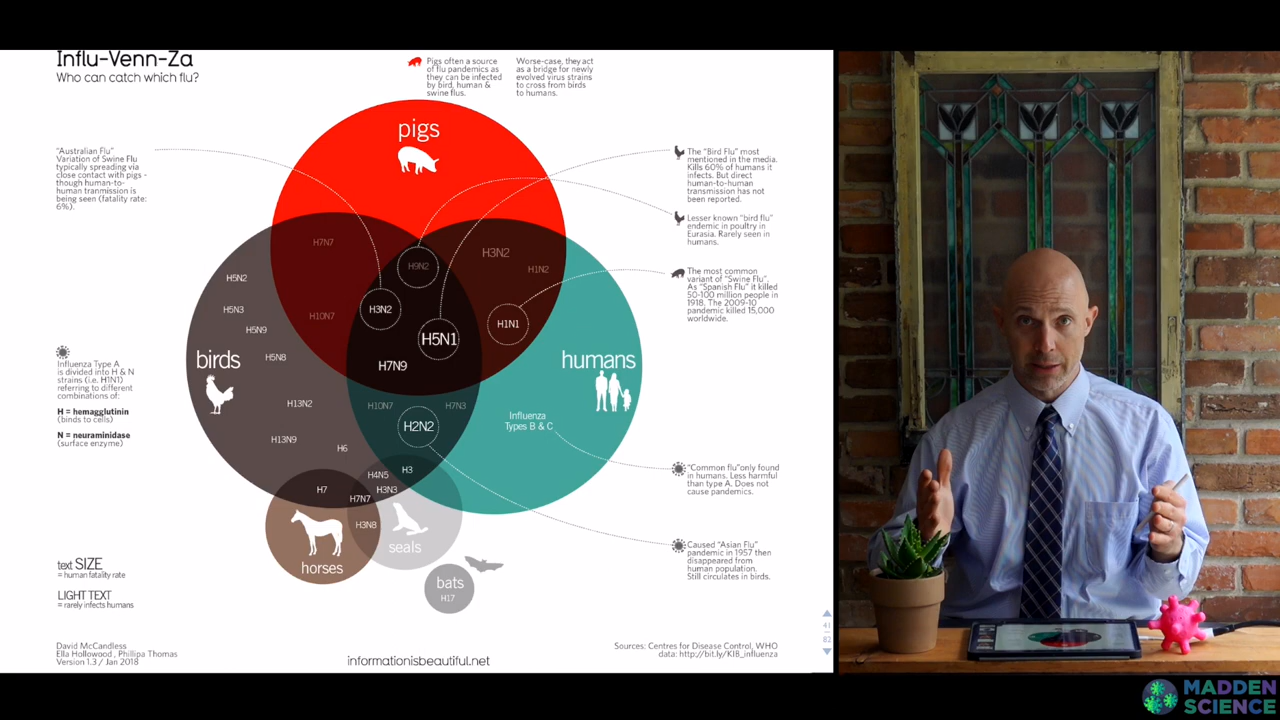 Influ-Venn-Za
Who can catch which flu?
Pigs often a source
of flu pandemics as
they can be infected
by bird, human &
swine flus.
Worse-case, they act
as a bridge for newly
evolved virus strains
to cross from birds
to humans.
pigs
"Australian Flu"
Variation of Swine Flu
typically spreading via
close contact with pigs -
though human-to-
human tranmission is
being seen (fatality rate:
6%).
The "Bird Flu" most
mentioned in the media.
Kills 60% of humans it
infects. But direct
human-to-human
transmission has not
been reported.
Lesser known "bird flu"
endemic in poultry in
Eurasia. Rarely seen in
humans.
The most common
variant of "Swine Flu".
As "Spanish Flu" it killed
50-100 million people in
1918. The 2009-10
pandemic killed 15,000
worldwide.
H7N7
H9N2
H3N2
H1N2
H5N2
H5N3
H10N7
H3N2
H1N1
H5N9
H5N1
H5N8
birds
H7N9
humans
Influenza Type A
is divided into H & N
strains (i.e. H1N1)
referring to different
combinations of:
H = hemagglutinin
(binds to cells)
N = neuraminidase
(surface enzyme)
H13N2
H10N7
H7N3
H2N2
Influenza
Types B & C
H13N9
H6
H3
H4N5
H7
H3N3
H7N7
H3N8
horses
seals
bats
H17
"Common flu"only found
in humans. Less harmful
than type A. Does not
cause pandemics.
Caused "Asian Flu"
pandemic in 1957 then
disappeared from
human population.
Still circulates in birds.
text SIZE
= human fatality rate
LIGHT TEXT
= rarely infects humans
41
82
David McCandless
Ella Hollowood , Phillipa Thomas
Version 1.3 / Jan 2018
informationisbeautiful.net
Sources: Centres for Disease Control, WHO
data: http://bit.ly/KIB_influenza
MADDEN
SCIENCE